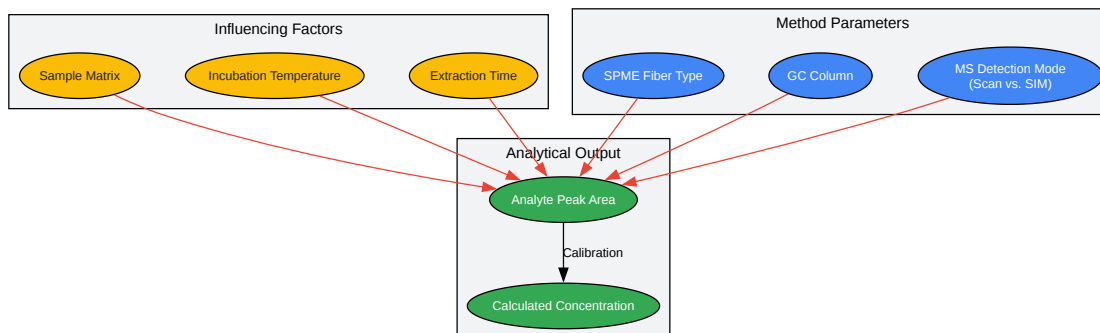 Influencing Factors
Sample Matrix
Incubation Temperature
Extraction Time
Method Parameters
SPME Fiber Type
GC Column
MS Detection Mode
(Scan vs. SIM)
Analytical Output
Analyte Peak Area
Calibration
Calculated Concentration